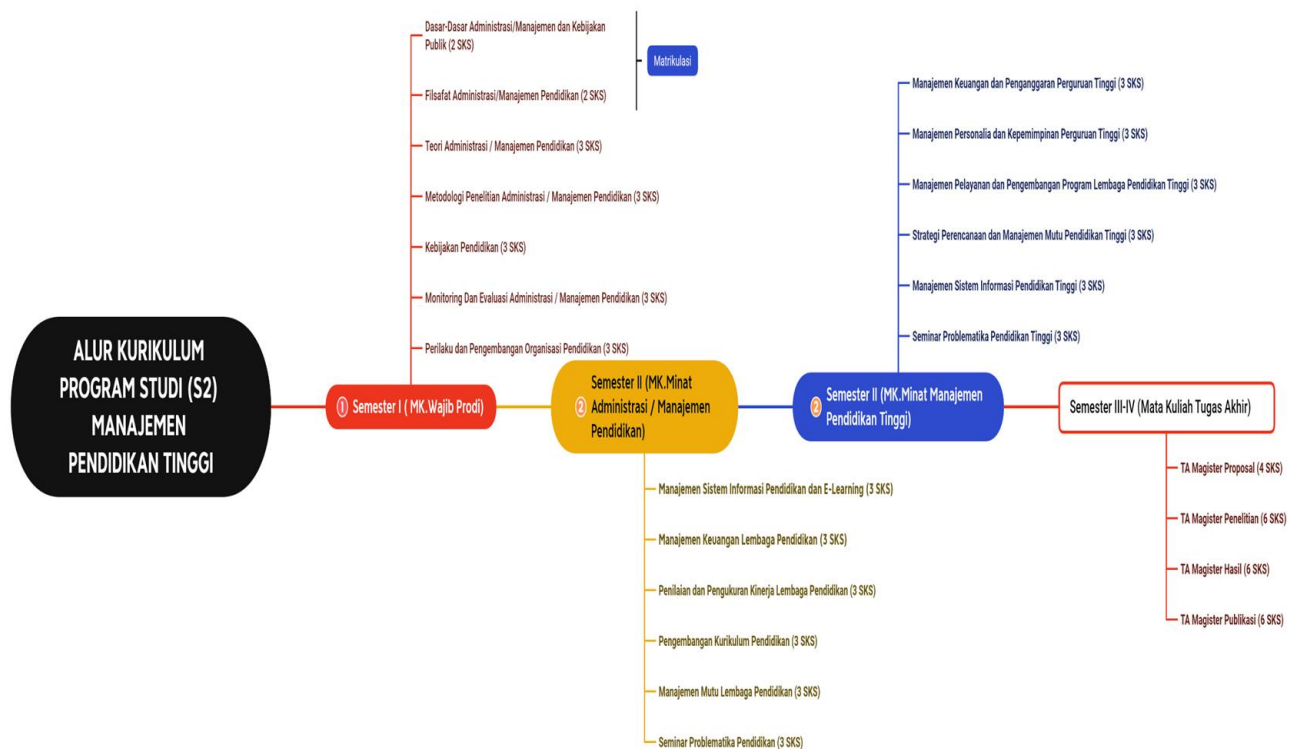 ALUR KURIKULUM
PROGRAM STUDI (S2)
MANAJEMEN
PENDIDIKAN TINGGI
1 Semester I ( MK.Wajib Prodi)
Dasar-Dasar Administrasi/Manajemen dan Kebijakan
Publik (2 SKS)
Filsafat Administrasi/Manajemen Pendidikan (2 SKS)
Matrikulasi
Teori Administrasi / Manajemen Pendidikan (3 SKS)
Metodologi Penelitian Administrasi / Manajemen Pendidikan (3 SKS)
Kebijakan Pendidikan (3 SKS)
Monitoring Dan Evaluasi Administrasi / Manajemen Pendidikan (3 SKS)
Perilaku dan Pengembangan Organisasi Pendidikan (3 SKS)
2 Semester II (MK.Minat
Administrasi / Manajemen
Pendidikan)
Manajemen Sistem Informasi Pendidikan dan E-Learning (3 SKS)
Manajemen Keuangan Lembaga Pendidikan (3 SKS)
Penilaian dan Pengukuran Kinerja Lembaga Pendidikan (3 SKS)
Pengembangan Kurikulum Pendidikan (3 SKS)
Manajemen Mutu Lembaga Pendidikan (3 SKS)
Seminar Problematika Pendidikan (3 SKS)
2 Semester II (MK.Minat Manajemen
Pendidikan Tinggi)
Manajemen Keuangan dan Penganggaran Perguruan Tinggi (3 SKS)
Manajemen Personalia dan Kepemimpinan Perguruan Tinggi (3 SKS)
Manajemen Pelayanan dan Pengembangan Program Lembaga Pendidikan Tinggi (3 SKS)
Strategi Perencanaan dan Manajemen Mutu Pendidikan Tinggi (3 SKS)
Manajemen Sistem Informasi Pendidikan Tinggi (3 SKS)
Seminar Problematika Pendidikan Tinggi (3 SKS)
Semester III-IV (Mata Kuliah Tugas Akhir)
TA Magister Proposal (4 SKS)
TA Magister Penelitian (6 SKS)
TA Magister Hasil (6 SKS)
TA Magister Publikasi (6 SKS)